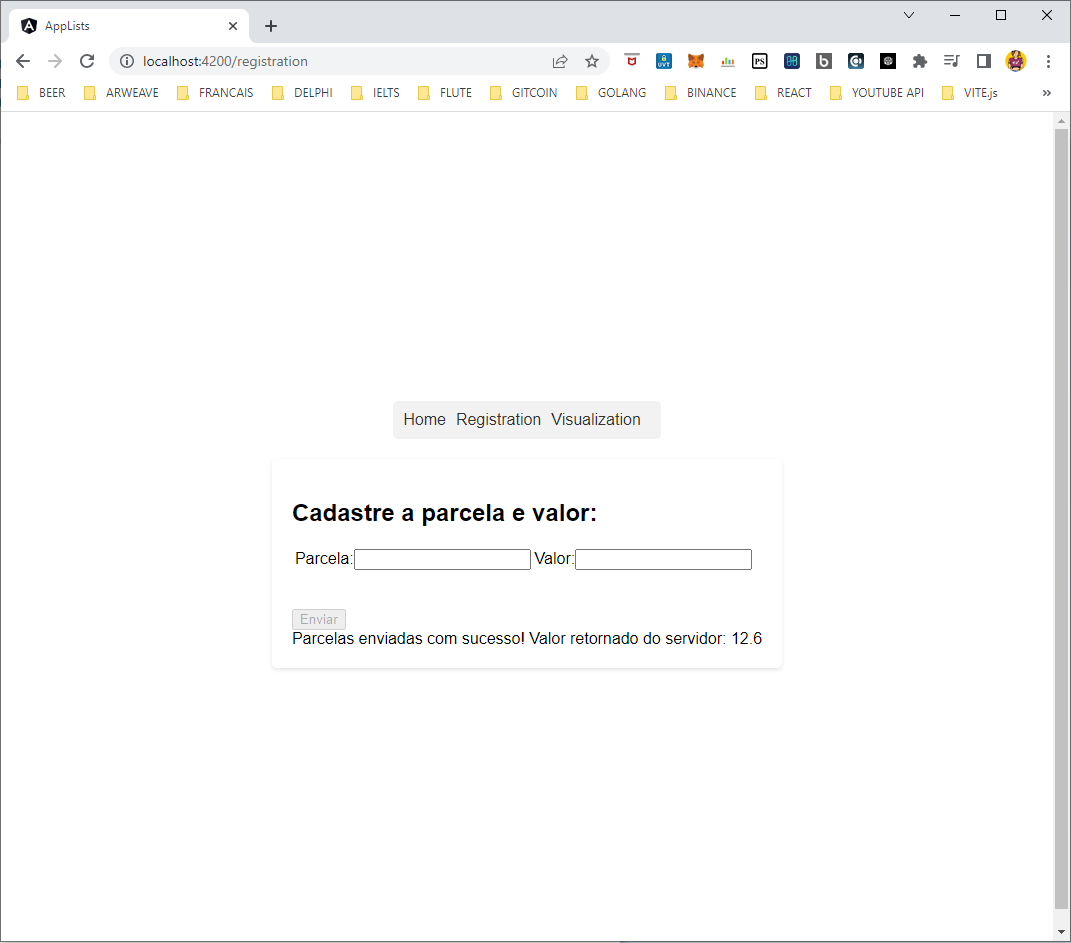 AppLists
localhost:4200/registration
BEER ARWEAVE FRANCAIS DELPHI IELTS FLUTE GITCOIN GOLANG BINANCE REACT YOUTUBE API VITE.js »
Home Registration Visualization
Cadastre a parcela e valor:
Parcela: Valor:
Enviar
Parcelas enviadas com sucesso! Valor retornado do servidor: 12.6